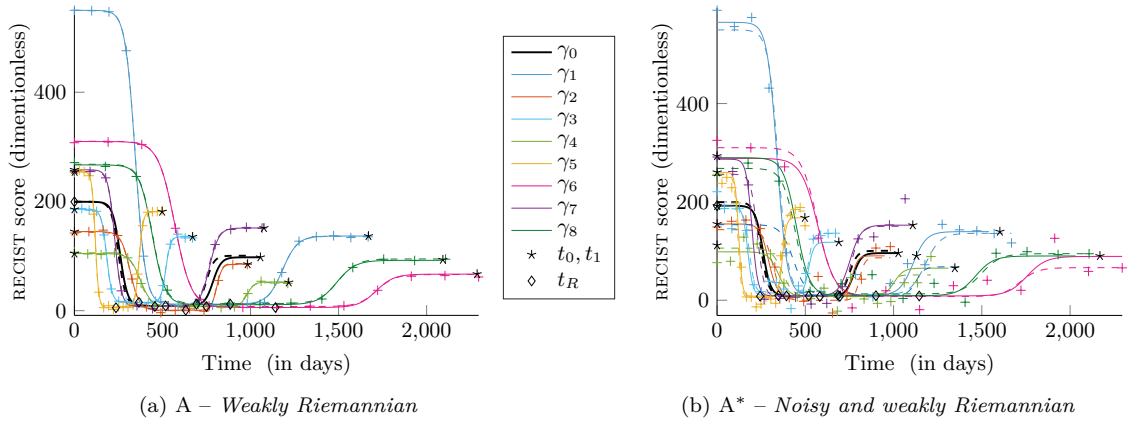 400
200
0
RECIST score (dimentionless)
0
500
1,000
1,500
2,000
Time (in days)
(a) A – Weakly Riemannian
γ0
γ1
γ2
γ3
γ4
γ5
γ6
γ7
γ8
t0, t1
tR
400
200
0
RECIST score (dimentionless)
0
500
1,000
1,500
2,000
Time (in days)
(b) A* – Noisy and weakly Riemannian